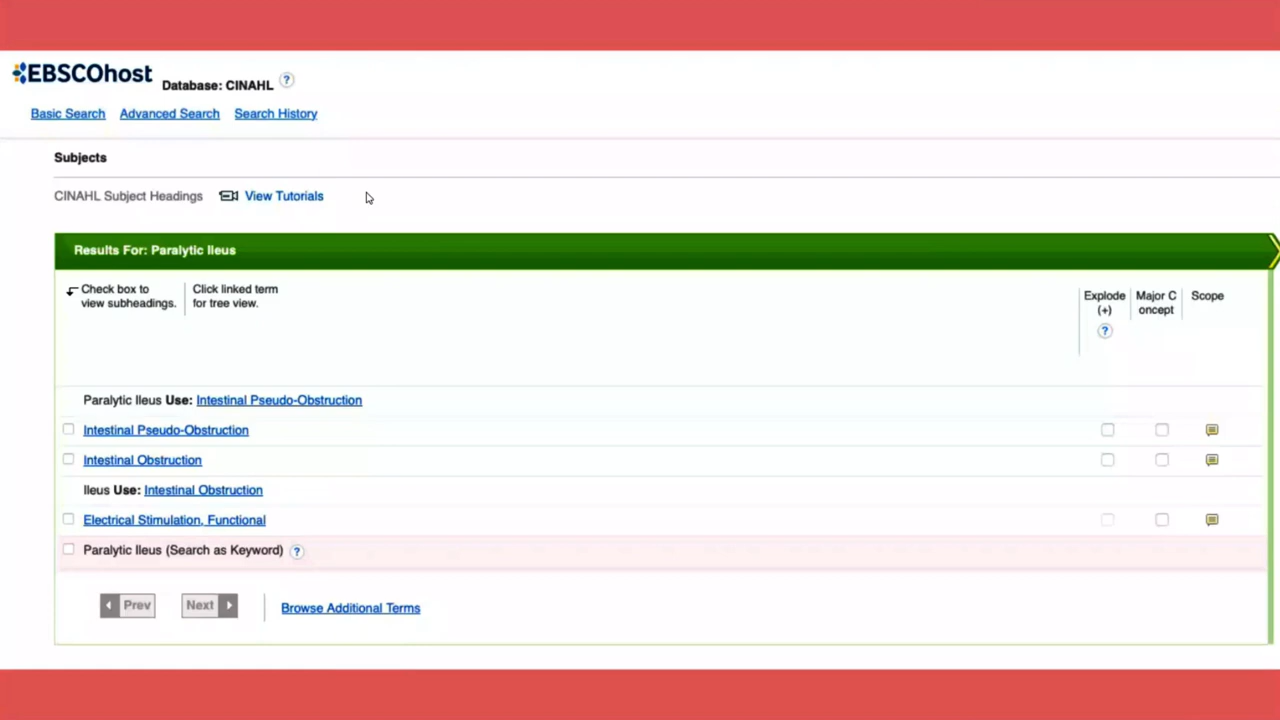 EBSCOhost Database: CINAHL ?
Basic Search Advanced Search Search History
Subjects
CINAHL Subject Headings View Tutorials
Results For: Paralytic Ileus
Check box to
view subheadings.
Click linked term
for tree view.
Explode
(+)
?
Major C
oncept
Scope
Paralytic Ileus Use: Intestinal Pseudo-Obstruction
Intestinal Pseudo-Obstruction
Intestinal Obstruction
Ileus Use: Intestinal Obstruction
Electrical Stimulation, Functional
Paralytic Ileus (Search as Keyword) ?
Prev Next Browse Additional Terms